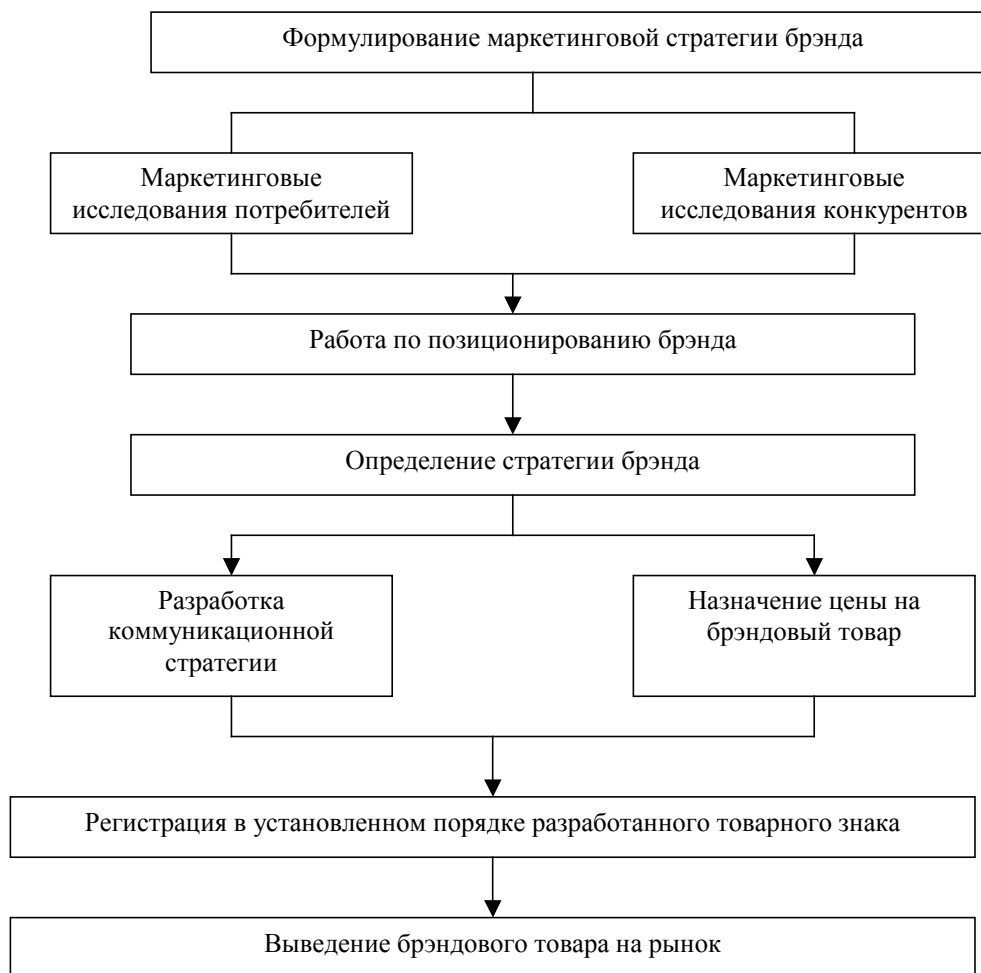 Формулирование маркетинговой стратегии брэнда
Маркетинговые
исследования потребителей
Маркетинговые
исследования конкурентов
Работа по позиционированию брэнда
Определение стратегии брэнда
Разработка
коммуникационной
стратегии
Назначение цены на
брэндовый товар
Регистрация в установленном порядке разработанного товарного знака
Выведение брэндового товара на рынок